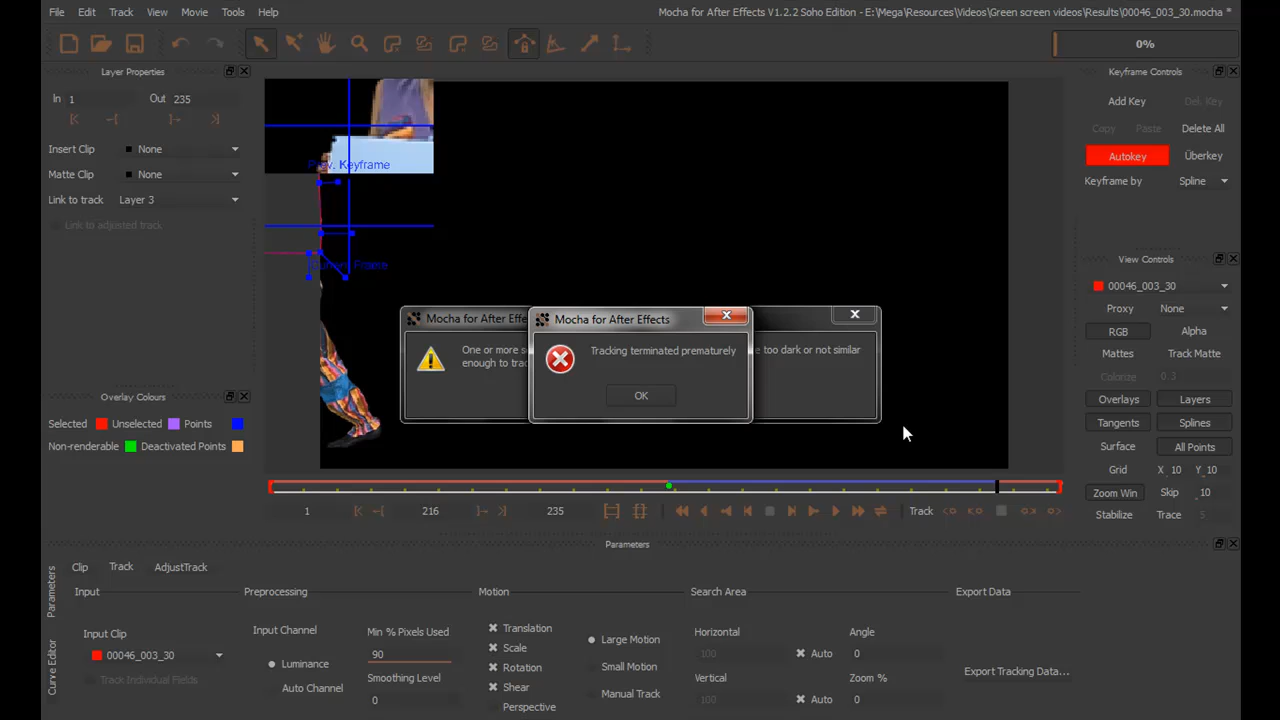 File Edit Track View Movie Tools Help
Mocha for After Effects V1.2.2 Soho Edition - E:\Mega\Resources\Videos\Green screen videos\Results\00046_003_30.mocha *
0%
Layer Properties
In 1 Out 235
Insert Clip None
Matte Clip None
Link to track Layer 3
Link to adjusted track
Overlay Colours
Selected Unselected Points
Non-renderable Deactivated Points
Keyframe
Frame
Mocha for After Effe
One or more s
enough to trac
e too dark or not similar
Mocha for After Effects
Tracking terminated prematurely
OK
Keyframe Controls
Add Key Del. Key
Copy Paste Delete All
Autokey Überkey
Keyframe by Spline
View Controls
00046_003_30
Proxy None
RGB Alpha
Mattes Track Matte
Colorize 0.3
Overlays Layers
Tangents Splines
Surface All Points
Grid X 10 Y 10
Zoom Win Skip 10
Stabilize Trace 5
1 216 235 Track
Parameters
Parameters
Curve Editor
Clip Track AdjustTrack
Input
Input Clip
00046_003_30
Track Individual Fields
Preprocessing
Input Channel
Luminance
Auto Channel
Min % Pixels Used
90
Smoothing Level
0
Motion
Translation
Scale
Rotation
Shear
Perspective
Large Motion
Small Motion
Manual Track
Search Area
Horizontal
100 Auto
Vertical
100 Auto
Angle
0
Zoom %
0
Export Data
Export Tracking Data...